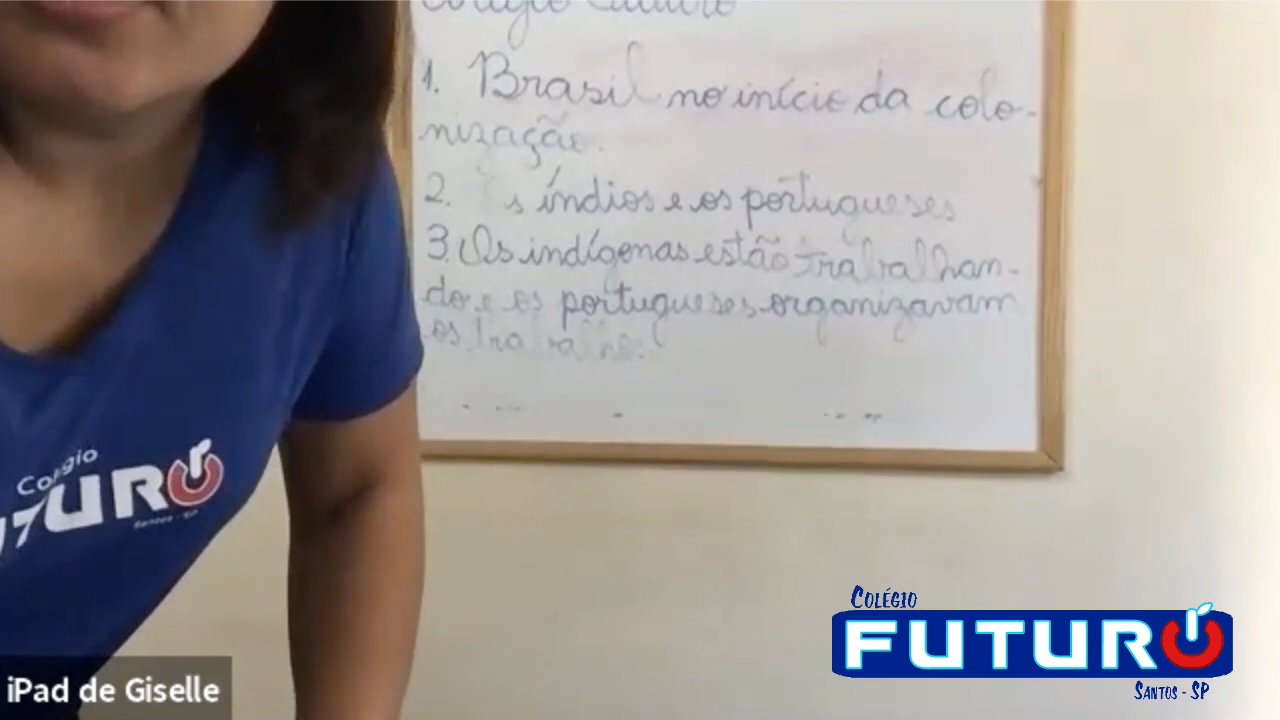 Colégio Futuro
1. Brasil no início da colo-
nização.
2. s índios e os portugueses
3. Os indígenas estão trabalhan-
do e os portugueses organizavam
os trabalho.
Colégio
FUTURO
Santos - SP
iPad de Giselle
COLÉGIO
FUTURO
SANTOS - SP